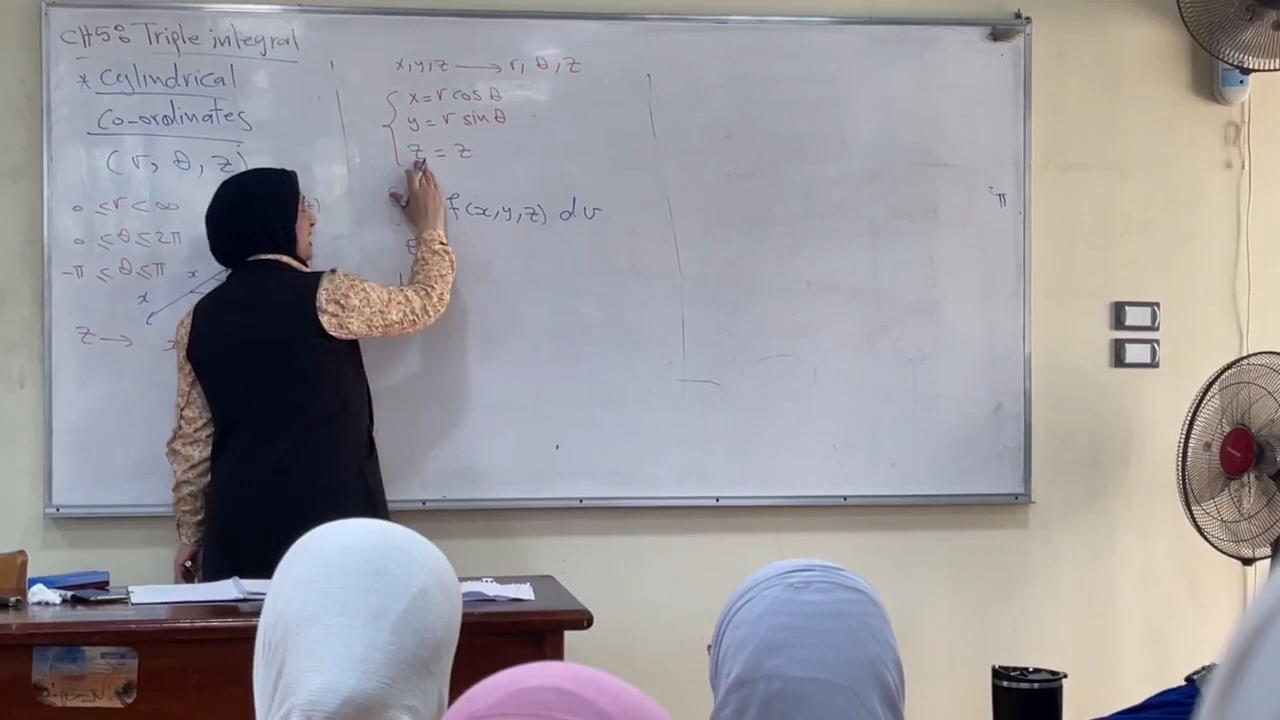 CH5: Triple integral
* Cylindrical
Co-ordinates
(r, θ, z)
0 ≤ r < ∞
0 ≤ θ ≤ 2π
-π ≤ θ ≤ π
x
x
z →
x, y, z → r, θ, z
x = r cos θ
y = r sin θ
z = z
f(x, y, z) dv
π